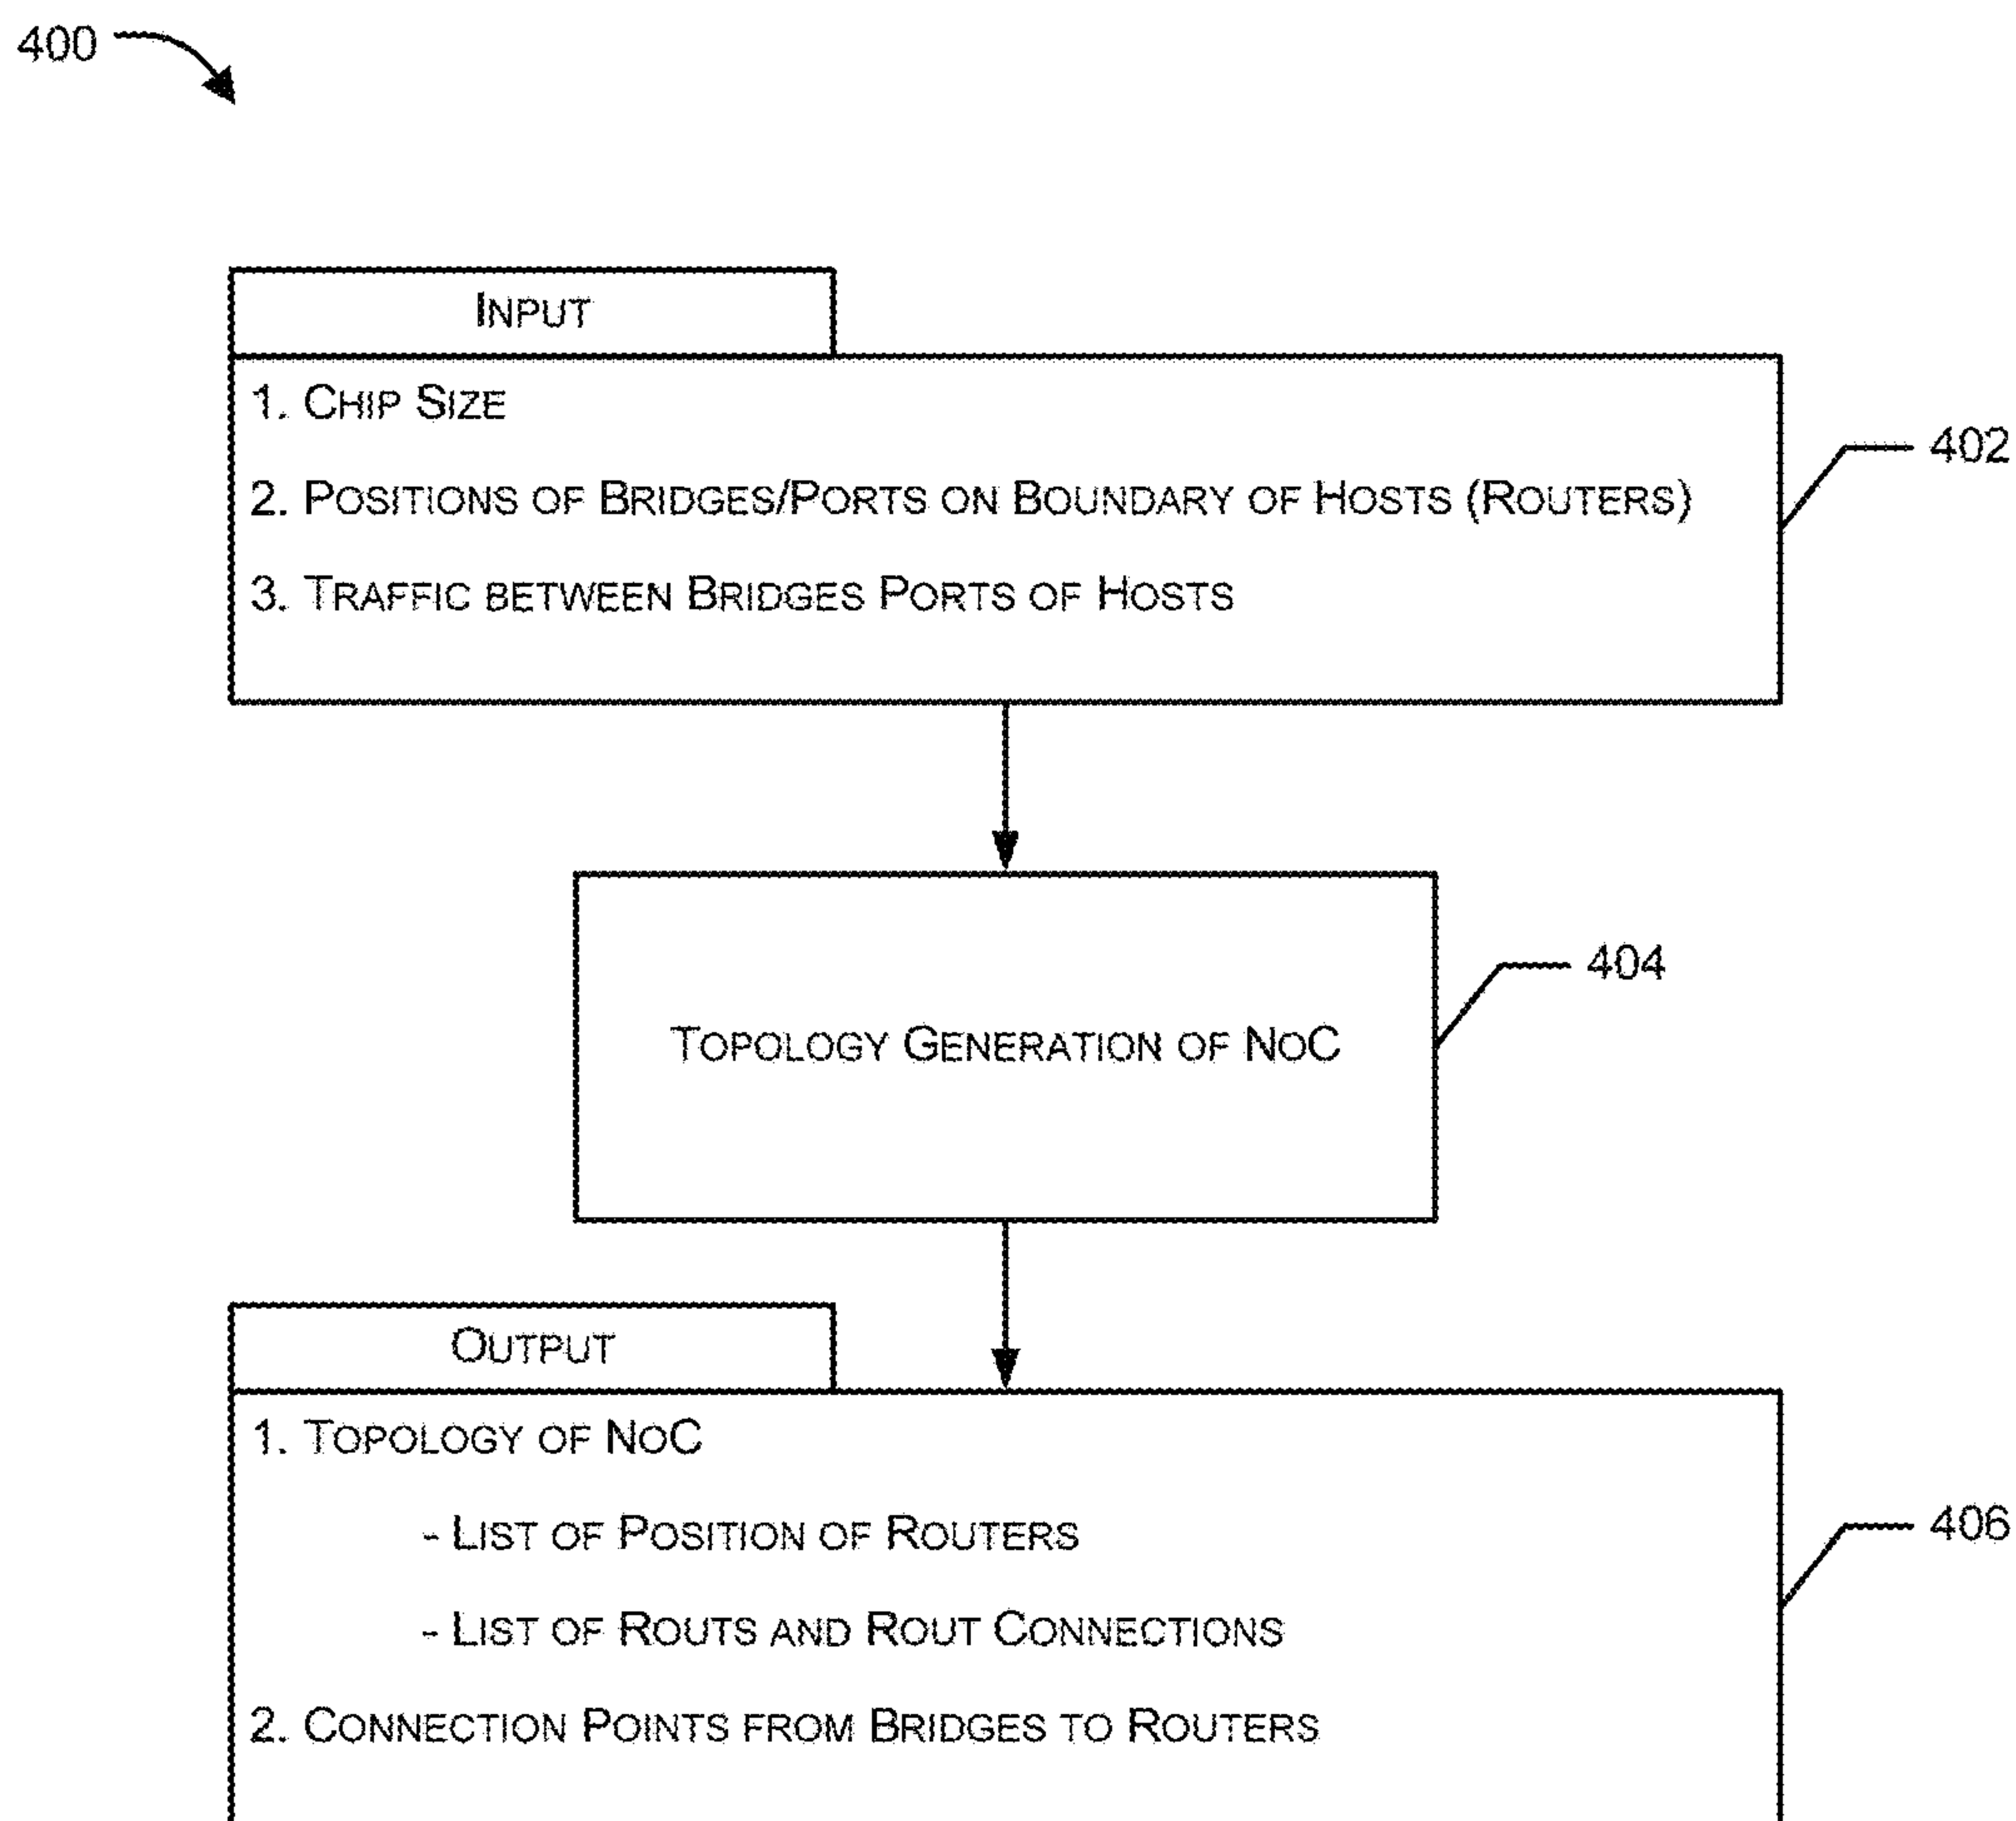 400
INPUT
1. CHIP SIZE
402
2. POSITIONS OF BRIDGES/PORTS ON BOUNDARY OF HOSTS (ROUTERS)
3. TRAFFIC BETWEEN BRIDGES PORTS OF HOSTS
404
TOPOLOGY GENERATION OF NOC
OUTPUT
1. TOPOLOGY OF NOC
- LIST OF POSITION OF ROUTERS
406
- LIST OF ROUTS AND ROUT CONNECTIONS
2. CONNECTION POINTS FROM BRIDGES TO ROUTERS